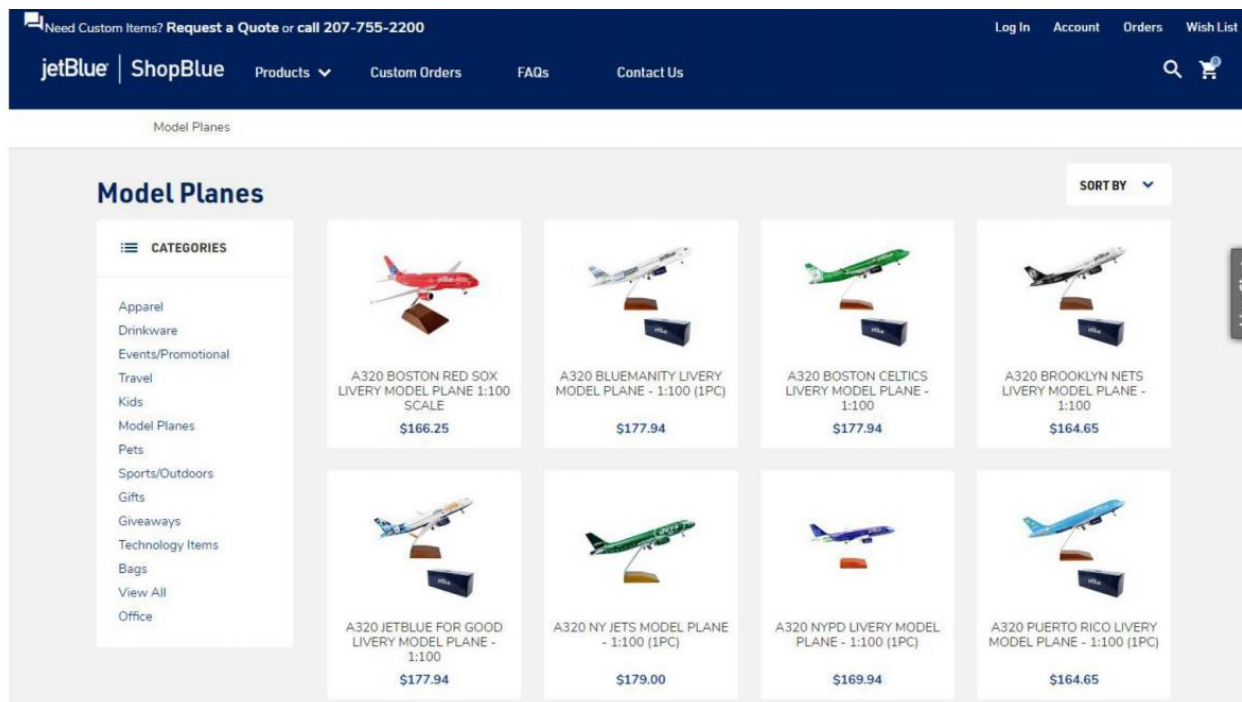 Need Custom Items? Request a Quote or call 207-755-2200
Log In Account Orders Wish List
jetBlue ShopBlue Products Custom Orders FAQs Contact Us
0
Model Planes
Model Planes
SORT BY
CATEGORIES
Apparel
Drinkware
Events/Promotional
Travel
Kids
Model Planes
Pets
Sports/Outdoors
Gifts
Giveaways
Technology Items
Bags
View All
Office
A320 BOSTON RED SOX
LIVERY MODEL PLANE 1:100
SCALE
$166.25
A320 BLUEMANITY LIVERY
MODEL PLANE - 1:100 (1PC)
$177.94
A320 BOSTON CELTICS
LIVERY MODEL PLANE -
1:100
$177.94
A320 BROOKLYN NETS
LIVERY MODEL PLANE -
1:100
$164.65
A320 JETBLUE FOR GOOD
LIVERY MODEL PLANE -
1:100
$177.94
A320 NY JETS MODEL PLANE
- 1:100 (1PC)
$179.00
A320 NYPD LIVERY MODEL
PLANE - 1:100 (1PC)
$169.94
A320 PUERTO RICO LIVERY
MODEL PLANE - 1:100 (1PC)
$164.65